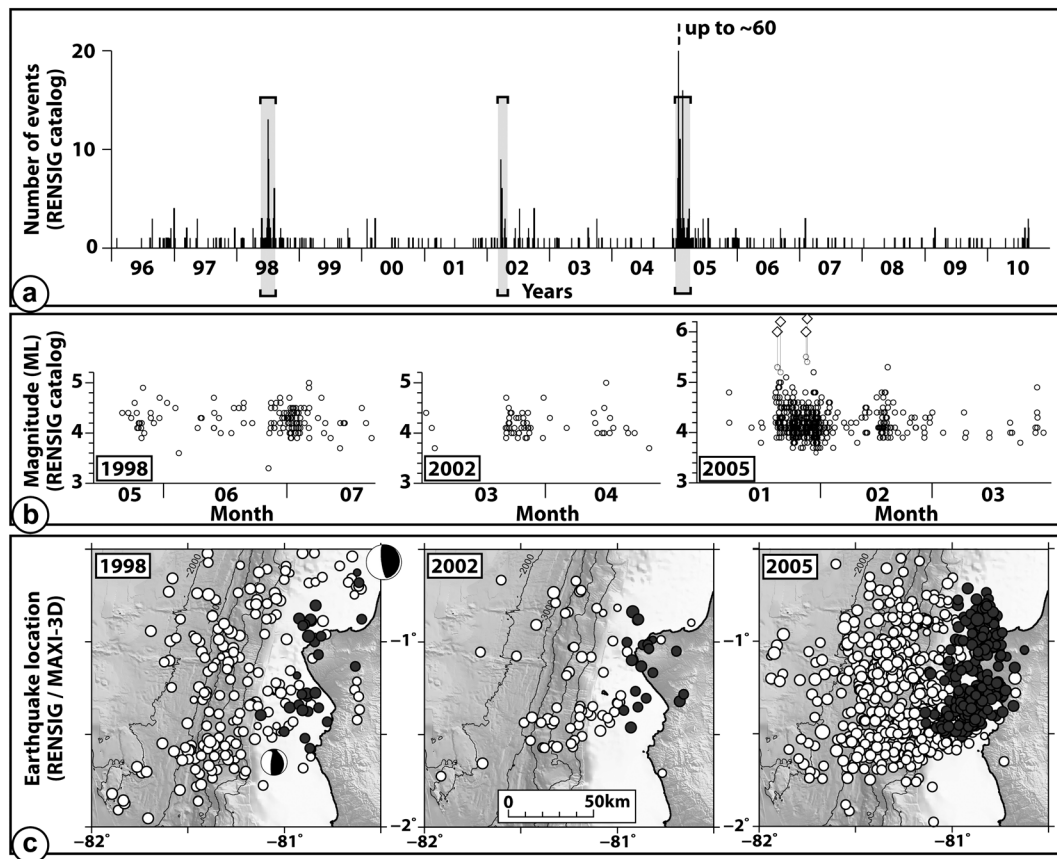 up to ~60
20
10
0
Number of events
(RENSIG catalog)
96 97 98 99 00 01 02 03 04 05 06 07 08 09 10
Years
a
Magnitude (ML)
(RENSIG catalog)
5
4
3
1998
05 06 07
Month
5
4
3
2002
03 04
Month
6
5
4
3
2005
01 02 03
Month
b
Earthquake location
(RENSIG / MAXI-3D)
1998
-2000
2002
-2000
2005
-2000
−1°
−1°
−1°
−2°
−2°
−2°
0 50km
−82° −81°
−82° −81°
−82° −81°
c